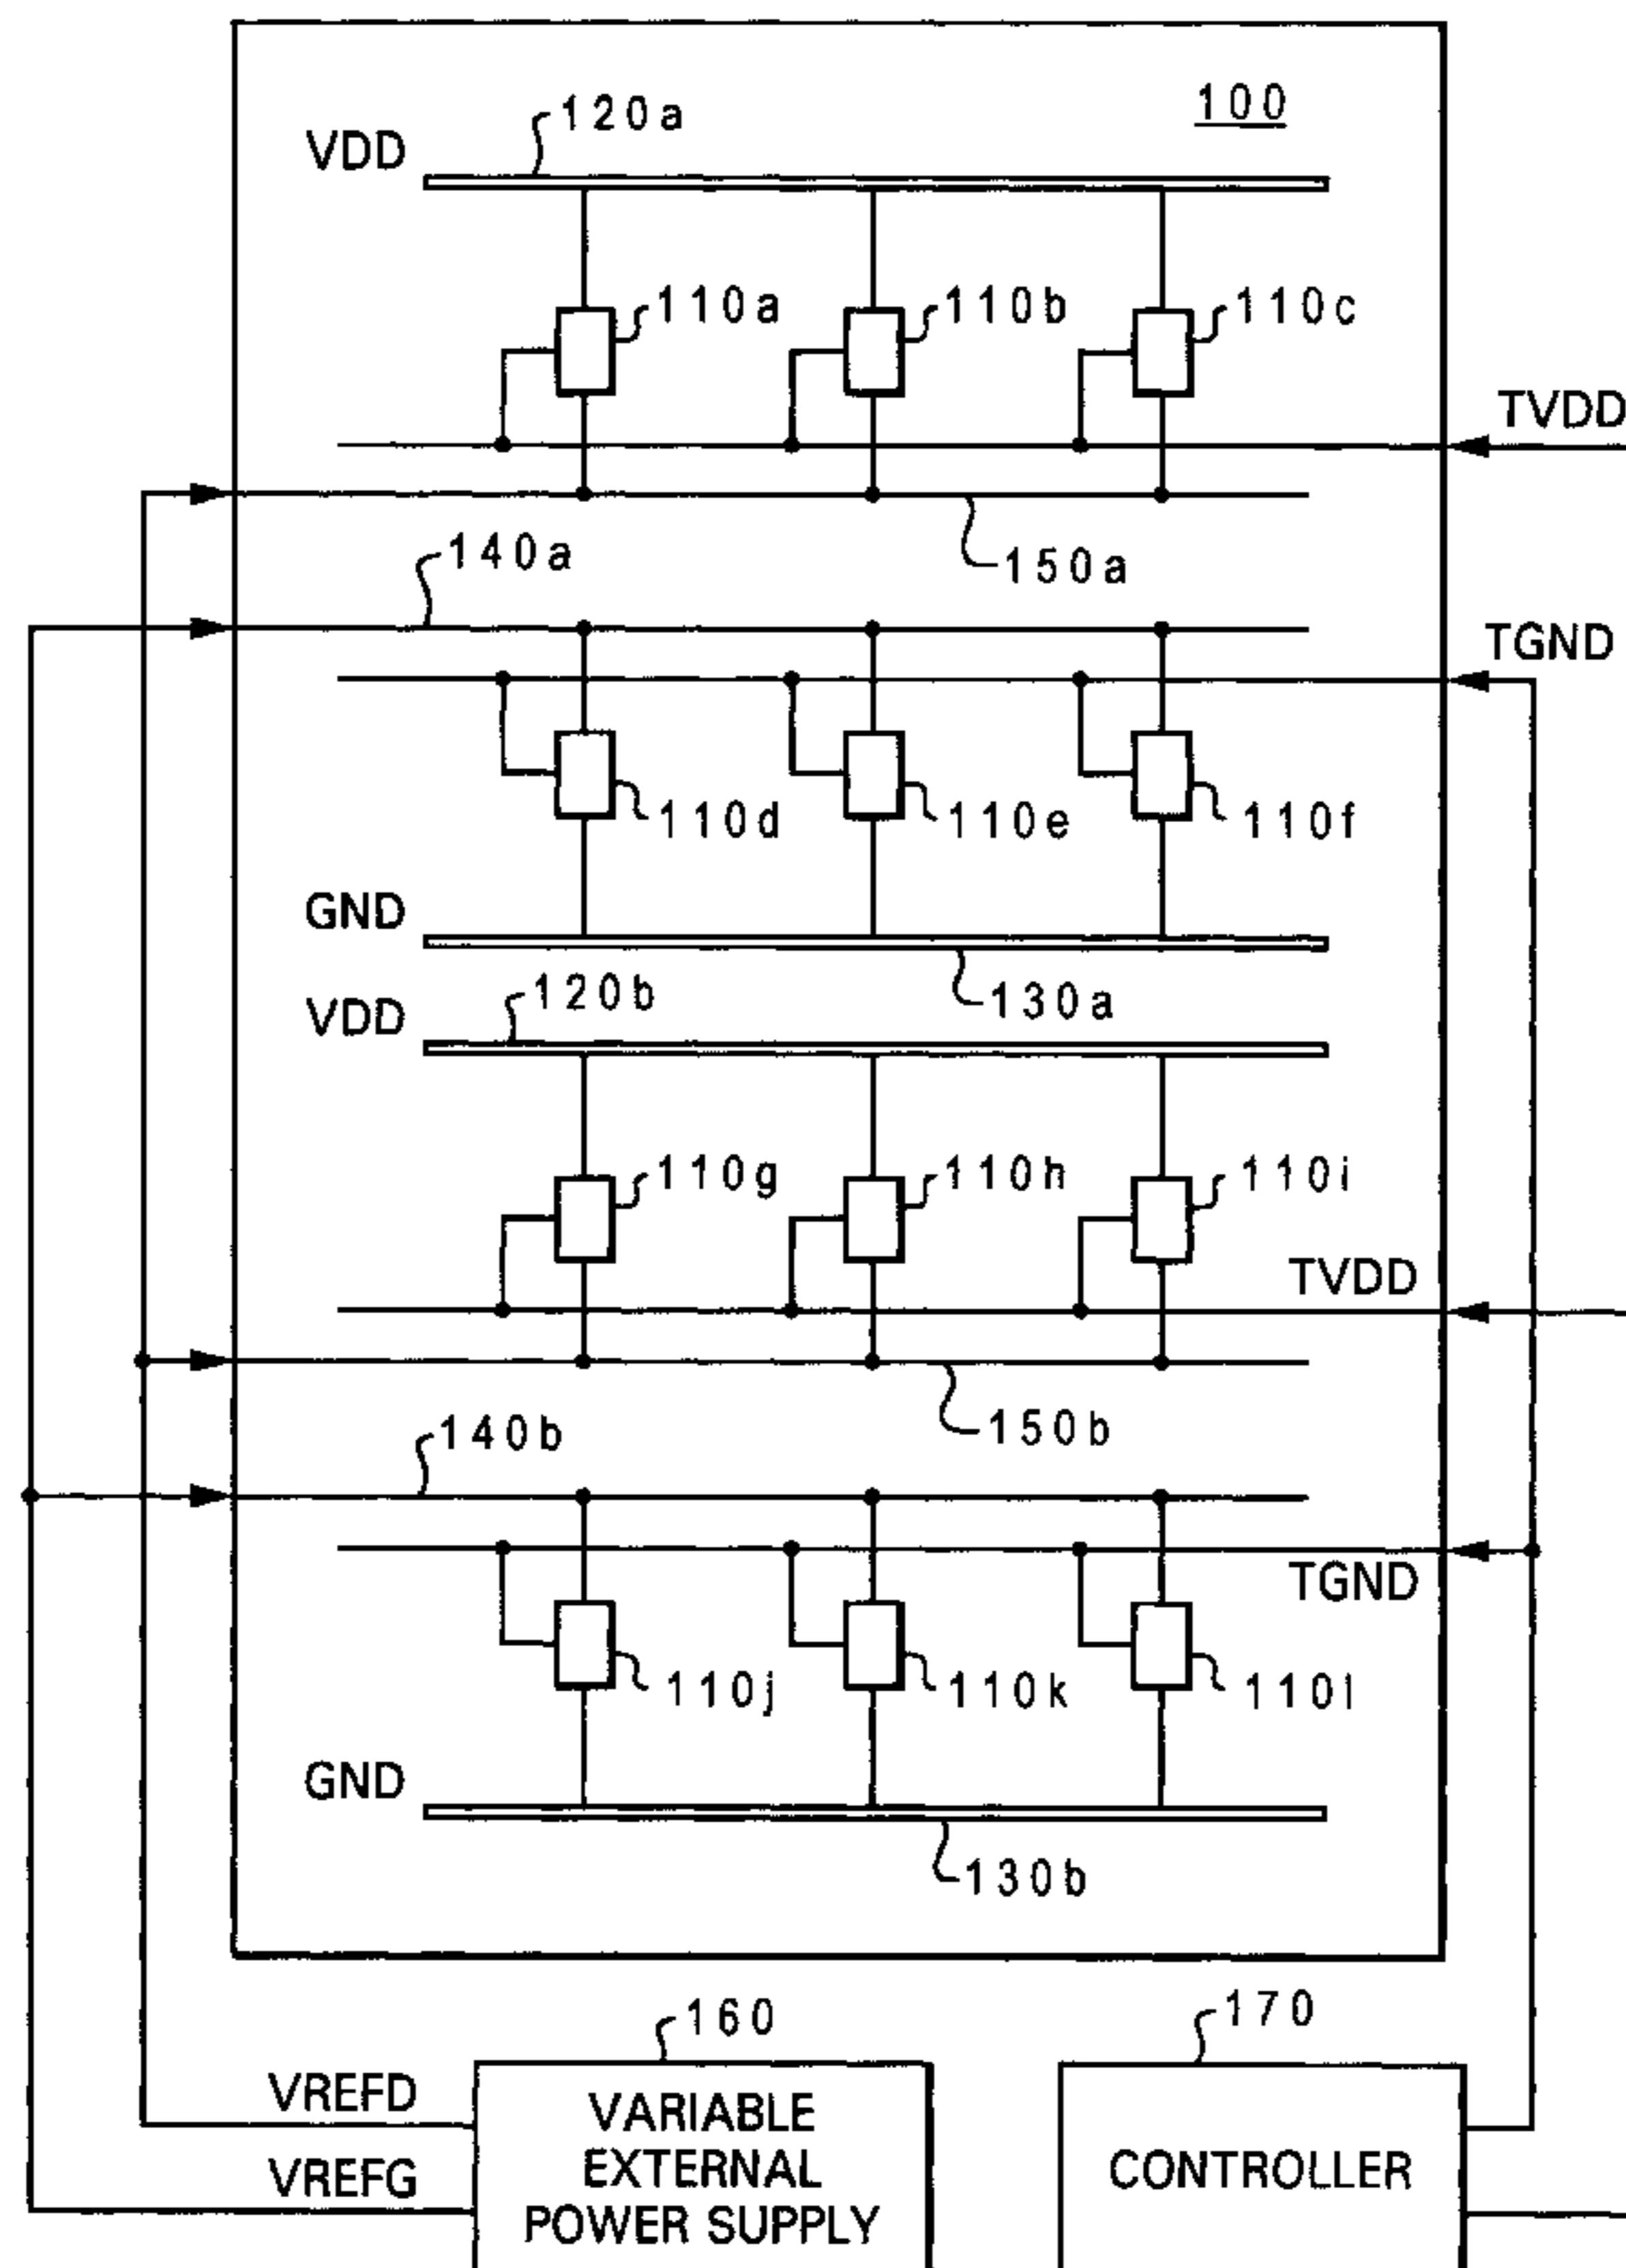 100
120a
VDD
110a 110b 110c
TVDD
140a
150a
TGND
110d 110e 110f
GND
120b
130a
VDD
110g 110h 110i
TVDD
150b
140b
TGND
110j 110k 110l
GND
130b
160
170
VREFD
VREFG
VARIABLE
EXTERNAL
POWER SUPPLY
CONTROLLER